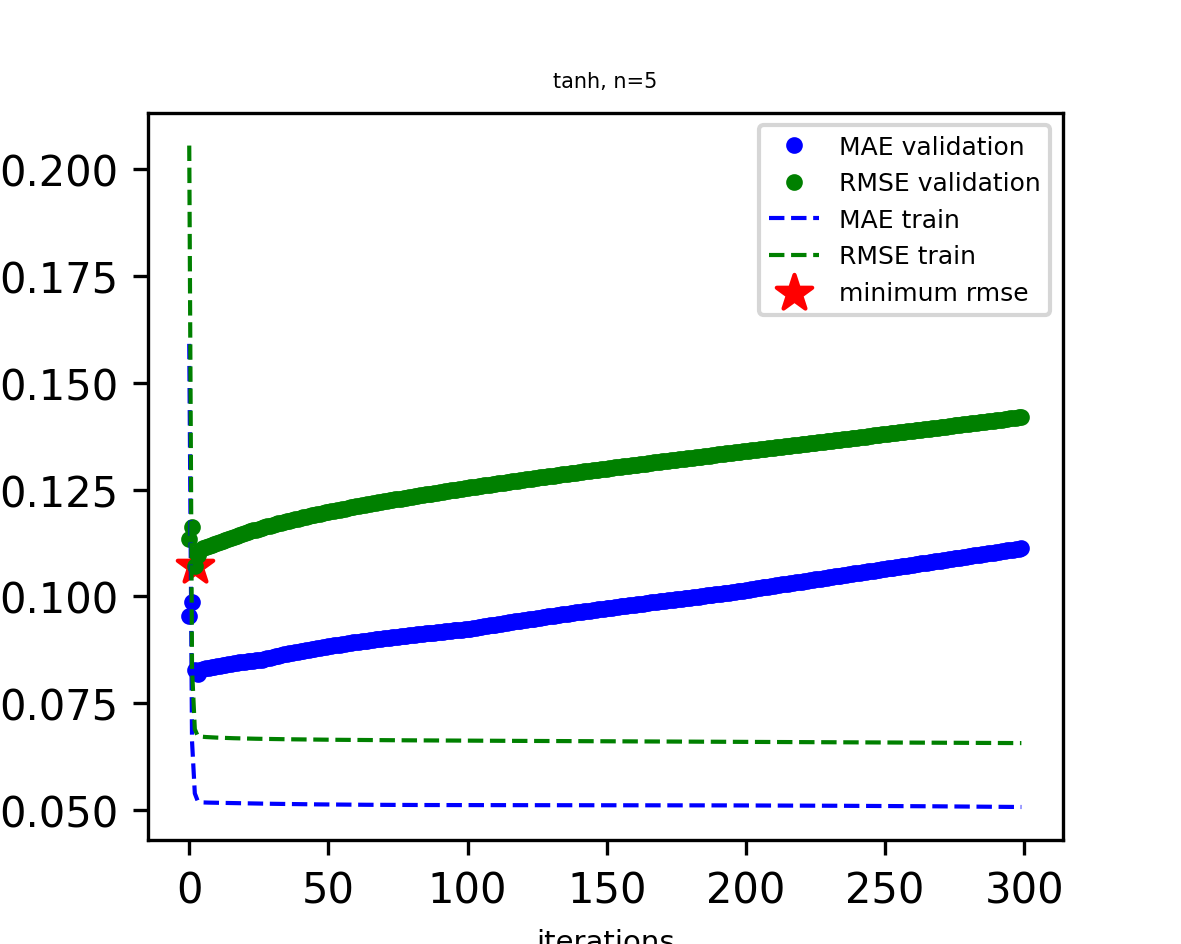 tanh, n=5
0.200
0.175
0.150
0.125
0.100
0.075
0.050
MAE validation
RMSE validation
MAE train
RMSE train
minimum rmse
0 50 100 150 200 250 300
iterations